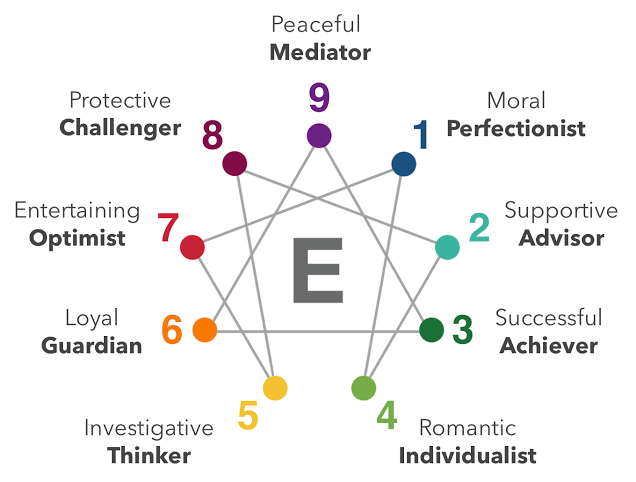 Peaceful
Mediator
9
Protective
Challenger
8
Moral
Perfectionist
1
Entertaining
Optimist
7
Supportive
Advisor
2
E
Loyal
Guardian
6
Successful
Achiever
3
Investigative
Thinker
5
Romantic
Individualist
4